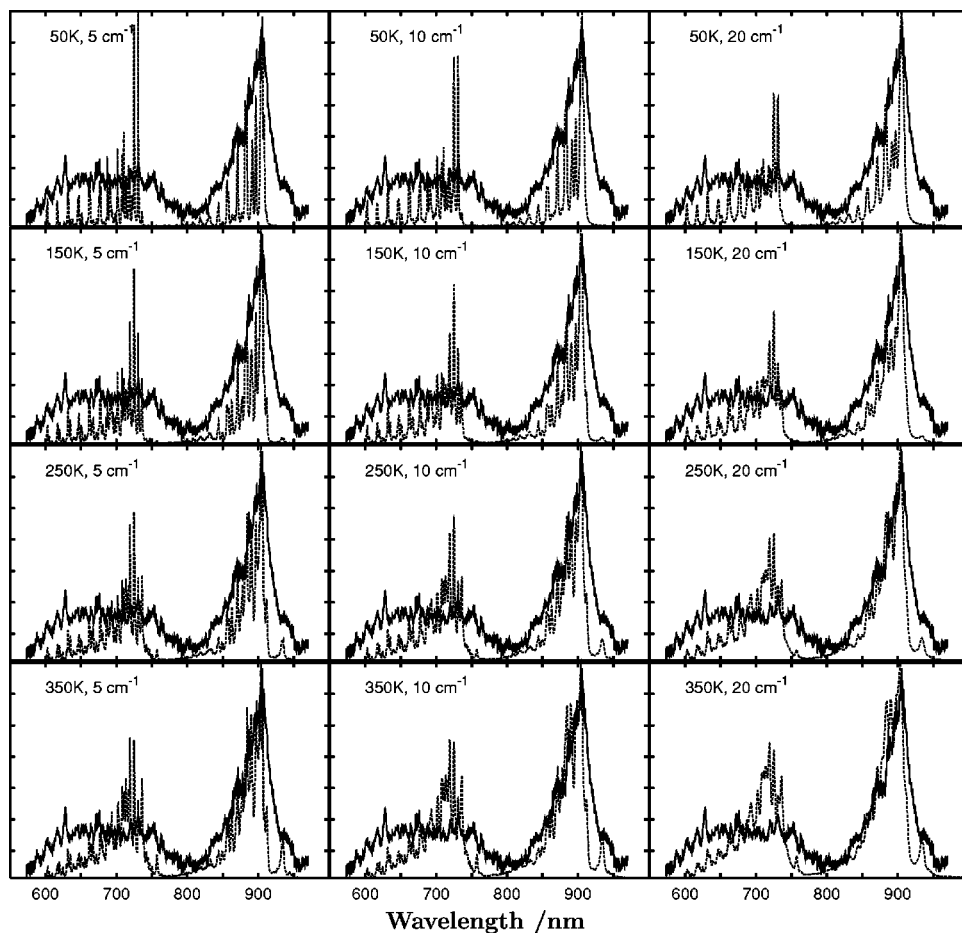 50K, 5 cm⁻¹
50K, 10 cm⁻¹
50K, 20 cm⁻¹
150K, 5 cm⁻¹
150K, 10 cm⁻¹
150K, 20 cm⁻¹
250K, 5 cm⁻¹
250K, 10 cm⁻¹
250K, 20 cm⁻¹
350K, 5 cm⁻¹
350K, 10 cm⁻¹
350K, 20 cm⁻¹
600 700 800 900 600 700 800 900 600 700 800 900
Wavelength /nm